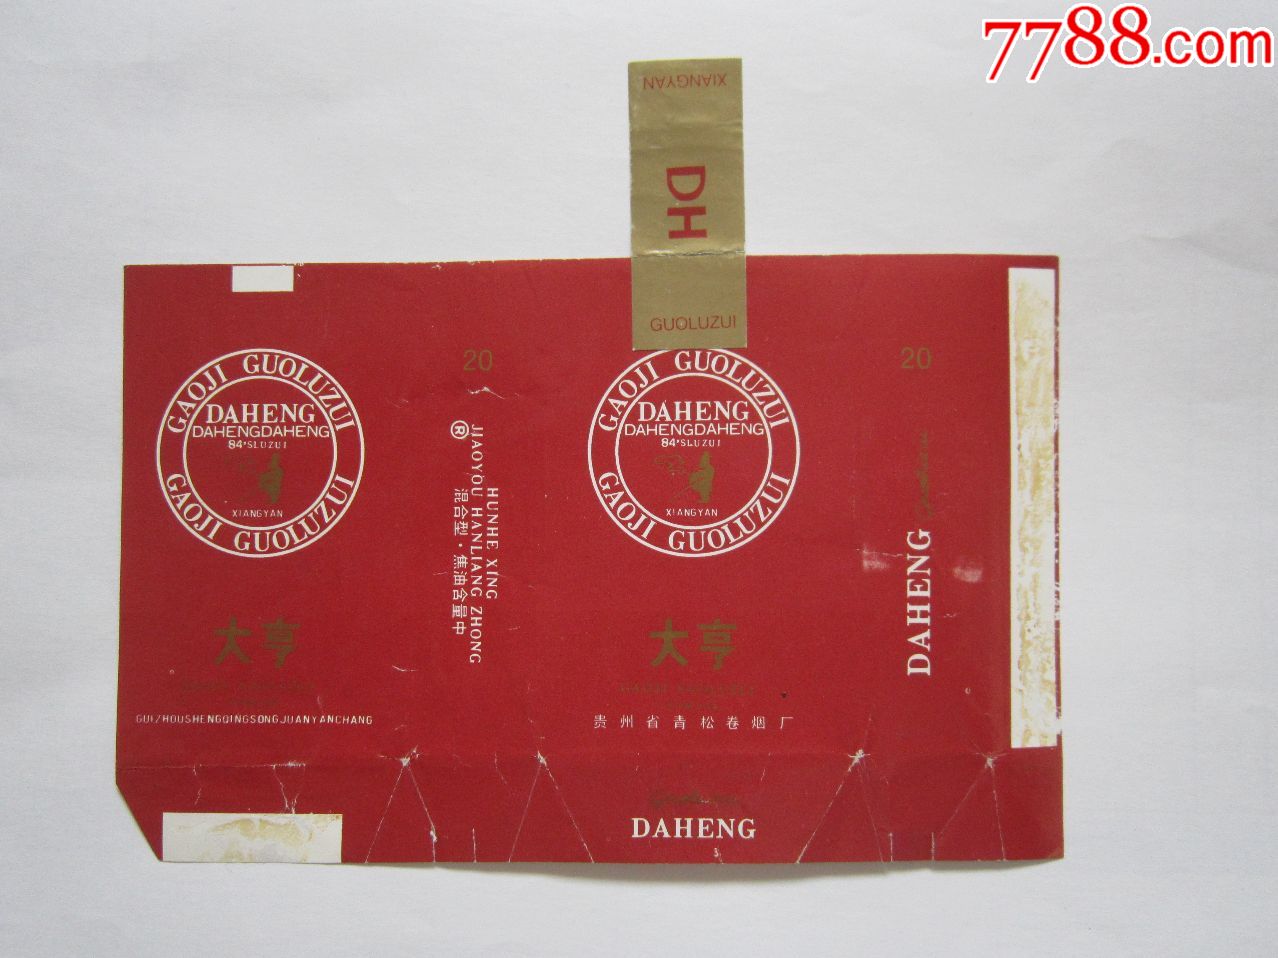 7788.com
XIANGYAN
DH
GUOLUZUI
GAOJI GUOLUZUI
DAHENG
DAHENGDAHENG
84'SLUZUI
XIANGYAN
GAOJI GUOLUZUI
大亨
GUIZHOUSHENGQINGSONGJUANYANCHANG
20
®
HUNHE XING
JIAOYOU HANLIANG ZHONG
混合型·焦油含量中
GAOJI GUOLUZUI
DAHENG
DAHENGDAHENG
84'SLUZUI
XIANGYAN
GAOJI GUOLUZUI
大亨
GAOJI GUOLUZUI
贵州省青松卷烟厂
DAHENG
20
DAHENG